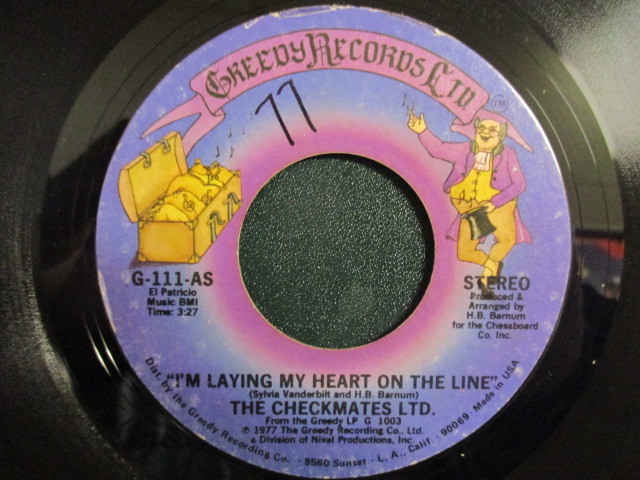 GREEDY RECORDS LTD.
TM
77
G-111-AS
El Patricio
Music BMI
Time: 3:27
STEREO
Produced &
Arranged by
H.B. Barnum
for the Chessboard
Co. Inc.
"I'M LAYING MY HEART ON THE LINE"
(Sylvia Vanderbilt and H.B. Barnum)
THE CHECKMATES LTD.
From the Greedy LP G 1003
℗ 1977 The Greedy Recording Co., Ltd.
a Division of Nival Productions, Inc.
Dist. by the Greedy Recording Co. - 8560 Sunset - L.A., Calif. - 90069 Made in USA